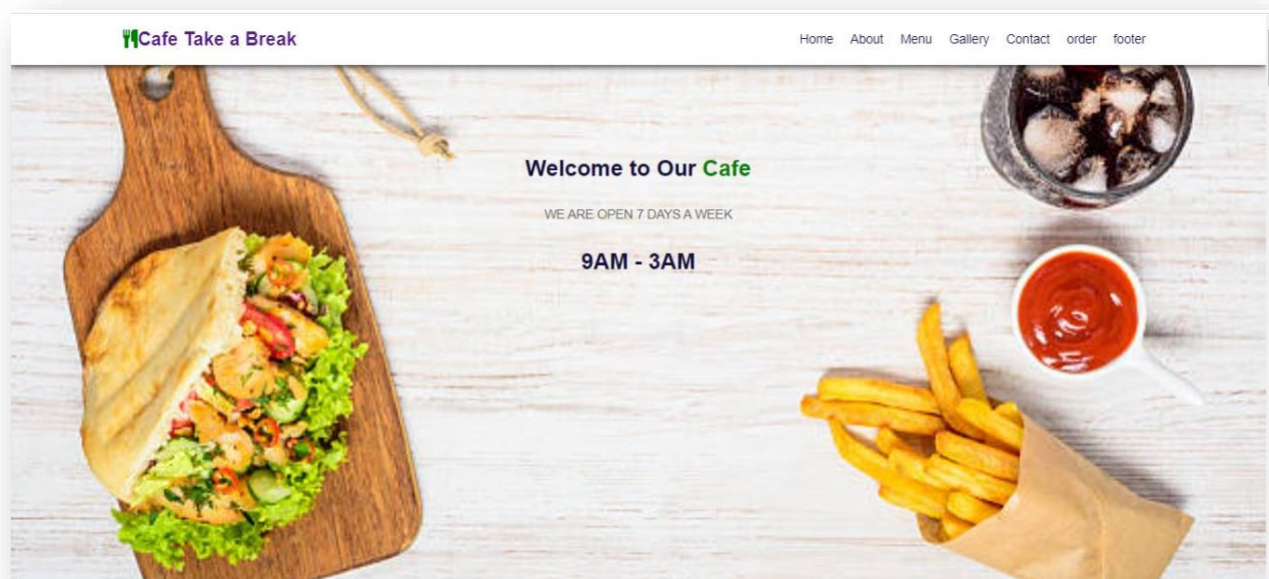 Cafe Take a Break
Home About Menu Gallery Contact order footer
Welcome to Our Cafe
WE ARE OPEN 7 DAYS A WEEK
9AM - 3AM